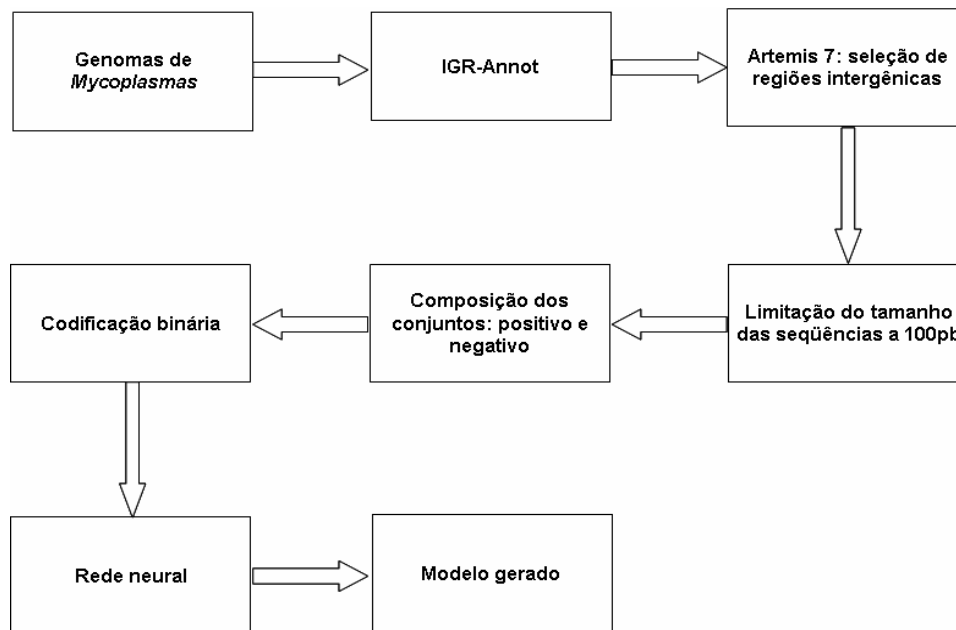 Genomas de
Mycoplasmas
IGR-Annot
Artemis 7: seleção de
regiões intergênicas
Limitação do tamanho
das seqüências a 100pb
Composição dos
conjuntos: positivo e
negativo
Codificação binária
Rede neural
Modelo gerado